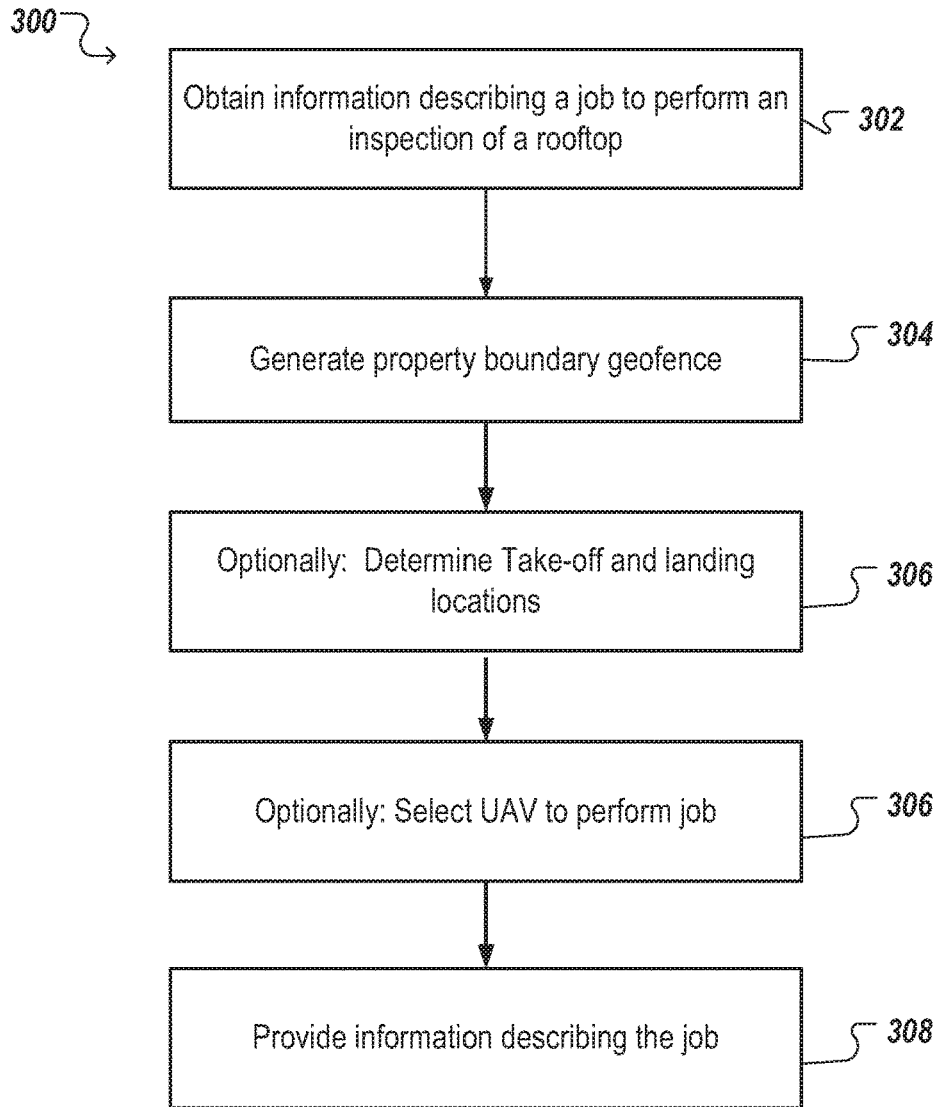 300
Obtain information describing a job to perform an
inspection of a rooftop
302
Generate property boundary geofence
304
Optionally: Determine Take-off and landing
locations
306
Optionally: Select UAV to perform job
306
Provide information describing the job
308